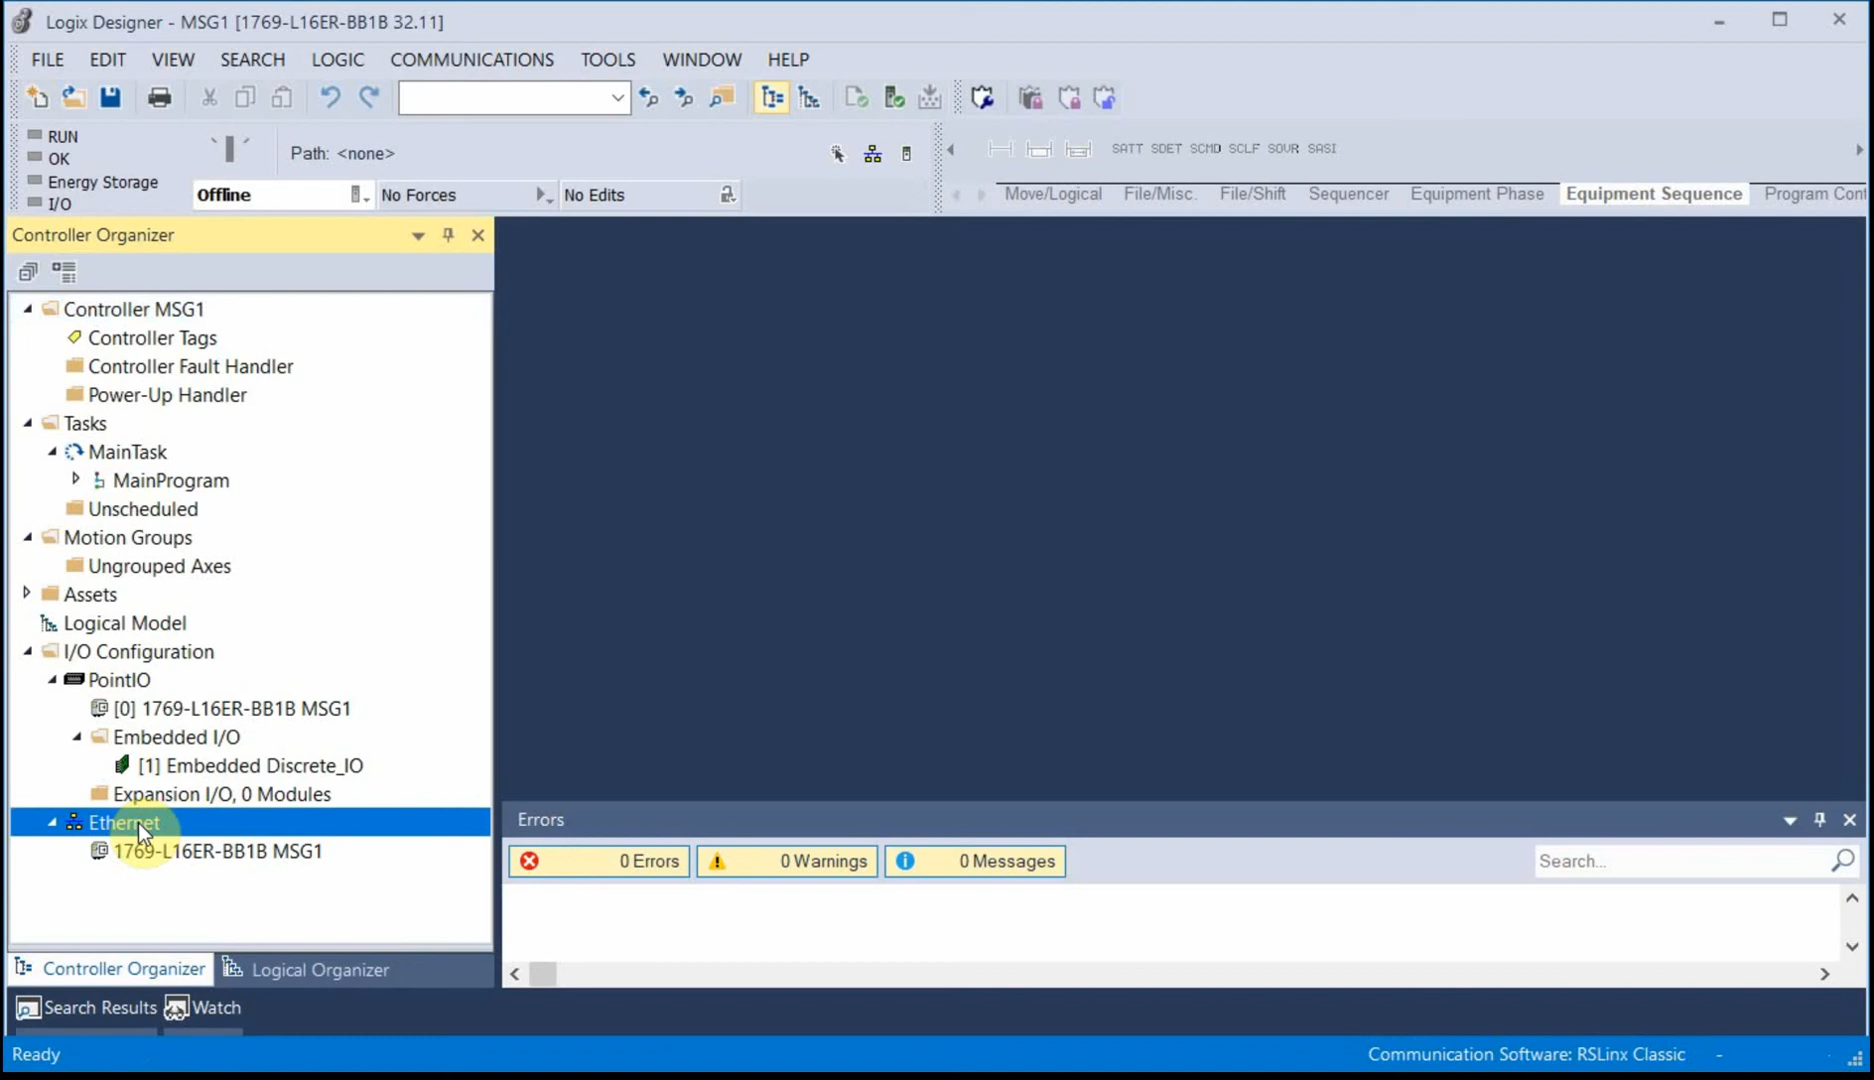 Logix Designer - MSG1 [1769-L16ER-BB1B 32.11]
FILE EDIT VIEW SEARCH LOGIC COMMUNICATIONS TOOLS WINDOW HELP
RUN
OK
Energy Storage
I/O
Path: <none>
Offline
No Forces
No Edits
SATT SDET SCMD SCLF SOVR SASI
Move/Logical File/Misc. File/Shift Sequencer Equipment Phase Equipment Sequence Program Cont
Controller Organizer
Controller MSG1
Controller Tags
Controller Fault Handler
Power-Up Handler
Tasks
MainTask
MainProgram
Unscheduled
Motion Groups
Ungrouped Axes
Assets
Logical Model
I/O Configuration
PointIO
[0] 1769-L16ER-BB1B MSG1
Embedded I/O
[1] Embedded Discrete_IO
Expansion I/O, 0 Modules
Ethernet
1769-L16ER-BB1B MSG1
Errors
0 Errors
0 Warnings
0 Messages
Search...
Controller Organizer
Logical Organizer
Search Results
Watch
Ready
Communication Software: RSLinx Classic -